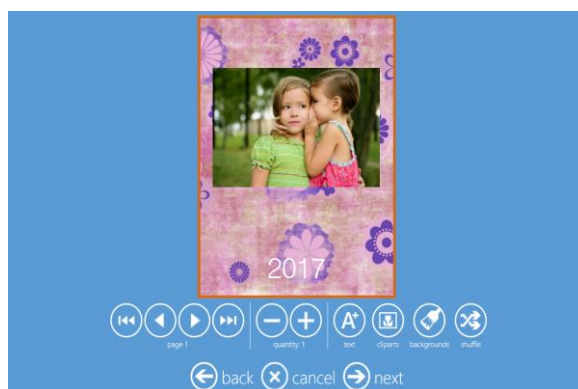 2017
page 1 quantity: 1 text cliparts backgrounds shuffle
back cancel next